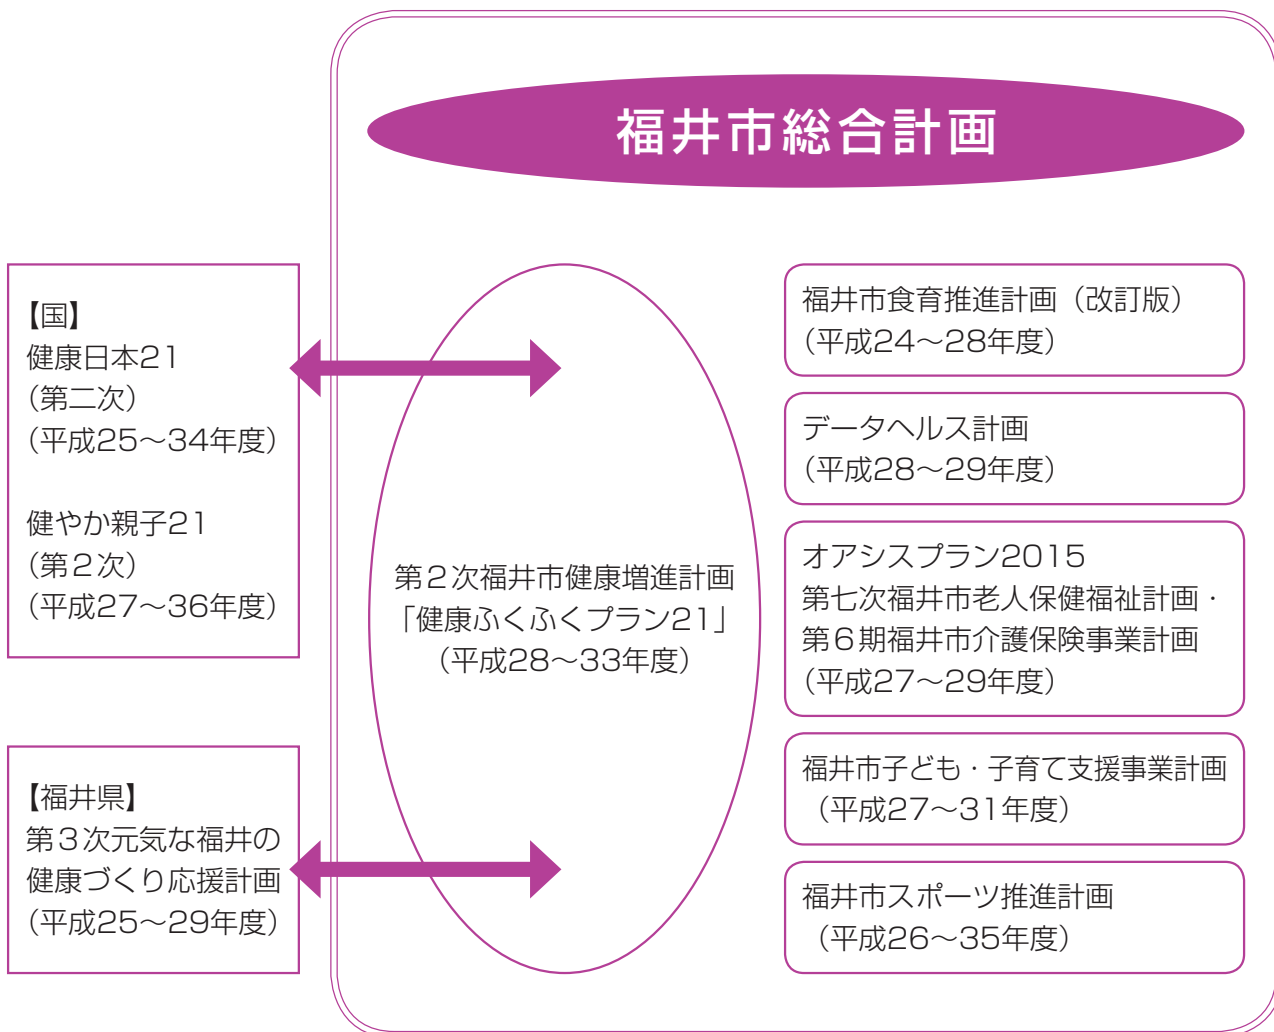 福井市総合計画
【国】
健康日本21
（第二次）
（平成25～34年度）
健やか親子21
（第２次）
（平成27～36年度）
【福井県】
第３次元気な福井の
健康づくり応援計画
（平成25～29年度）
第２次福井市健康増進計画
「健康ふくふくプラン21」
（平成28～33年度）
福井市食育推進計画（改訂版）
（平成24～28年度）
データヘルス計画
（平成28～29年度）
オアシスプラン2015
第七次福井市老人保健福祉計画・
第６期福井市介護保険事業計画
（平成27～29年度）
福井市子ども・子育て支援事業計画
（平成27～31年度）
福井市スポーツ推進計画
（平成26～35年度）